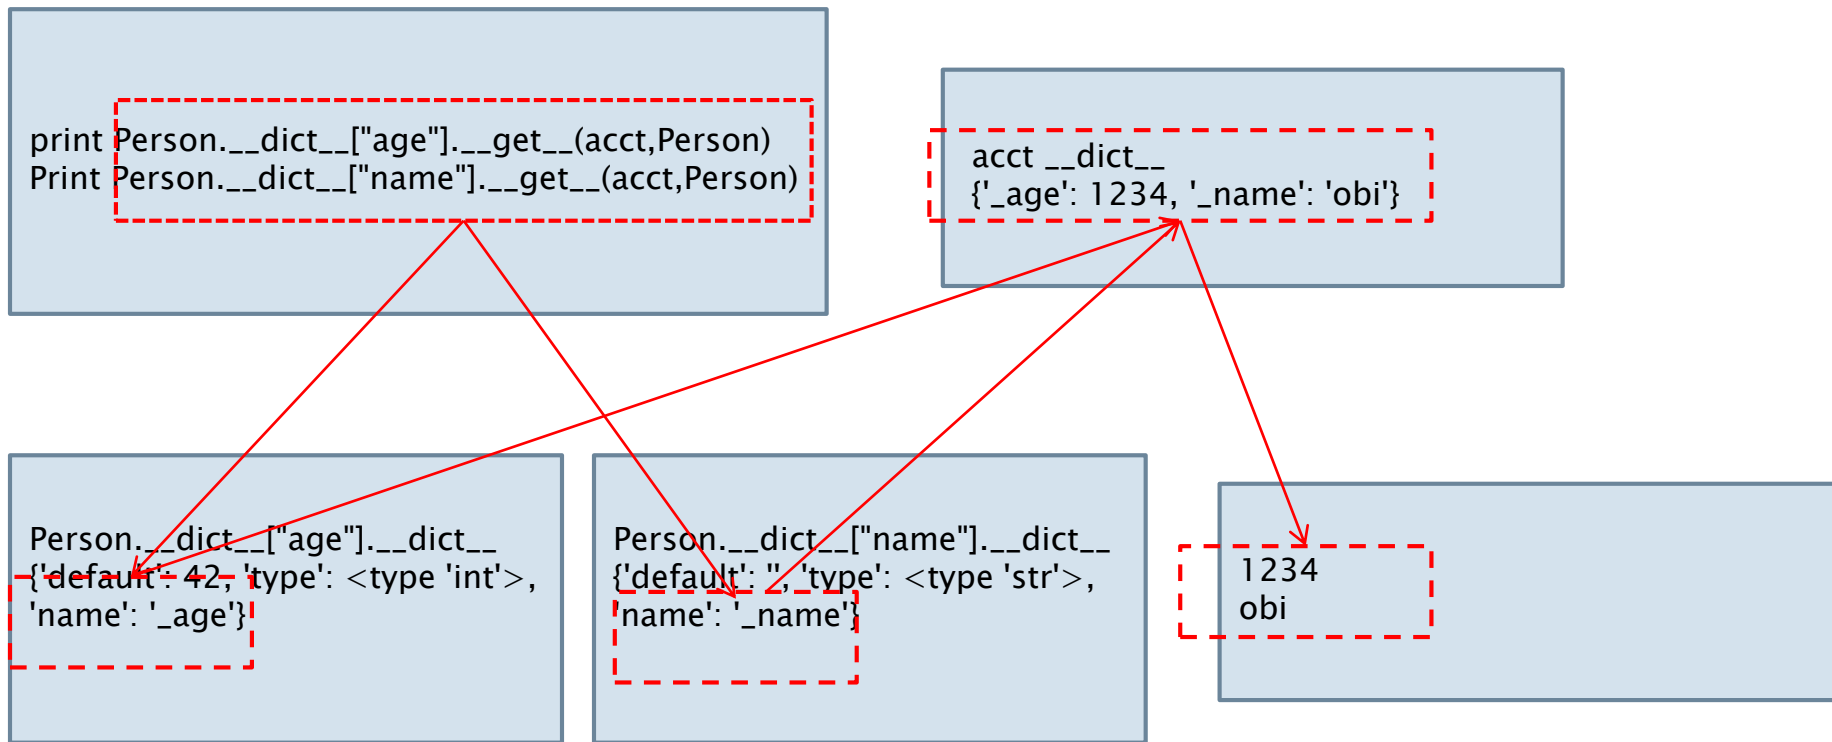 print Person.__dict__["age"].__get__(acct,Person)
Print Person.__dict__["name"].__get__(acct,Person)
acct __dict__
{'_age': 1234, '_name': 'obi'}
Person.__dict__["age"].__dict__
{'default': 42, 'type': <type 'int'>,
'name': '_age'}
Person.__dict__["name"].__dict__
{'default': '', 'type': <type 'str'>,
'name': '_name'}
1234
obi